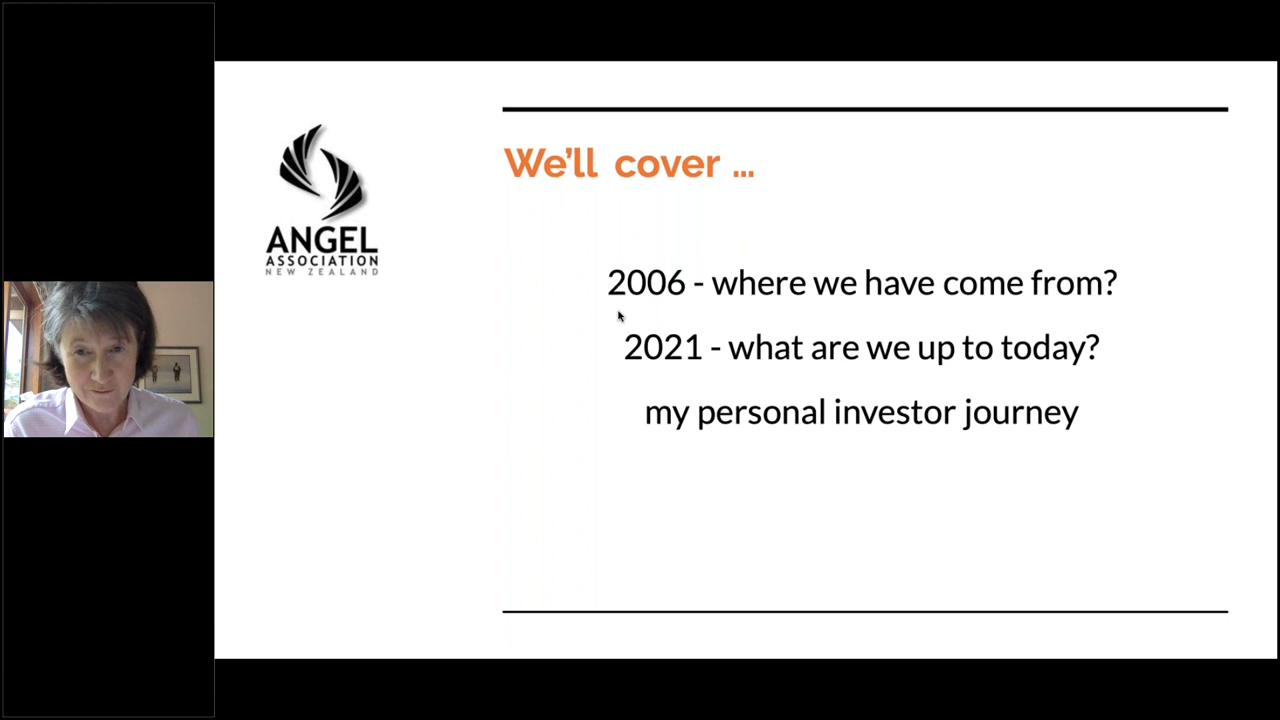 ANGEL
ASSOCIATION
NEW ZEALAND
We'll cover ...
2006 - where we have come from?
2021 - what are we up to today?
my personal investor journey